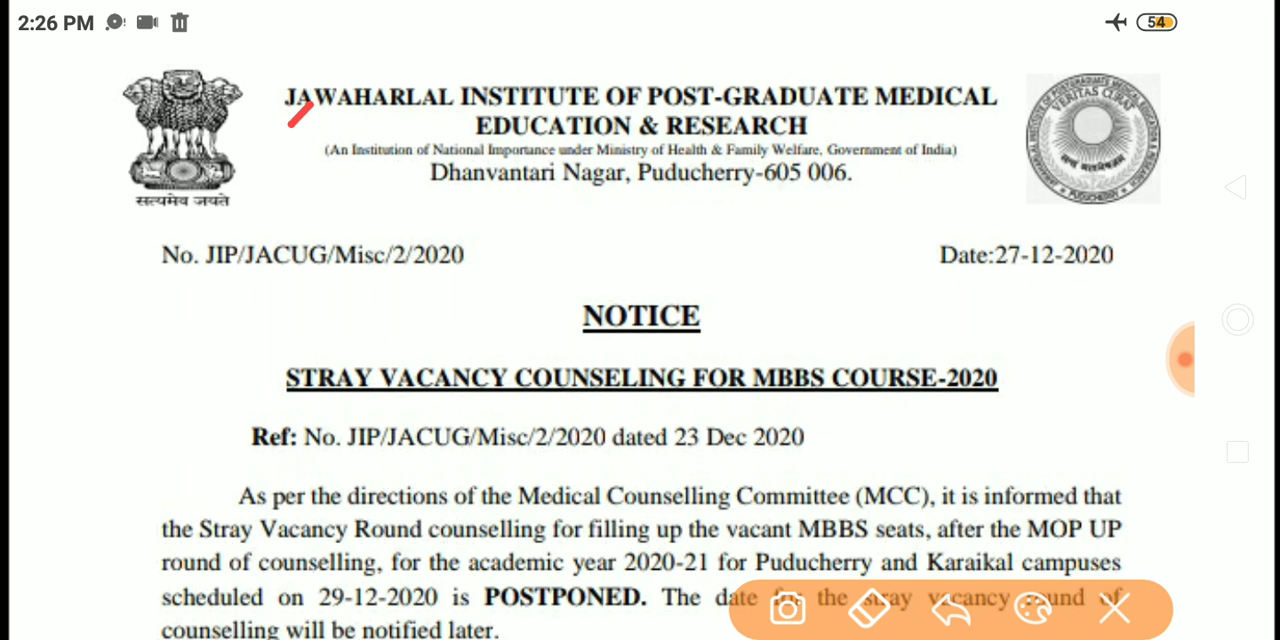 2:26 PM
54
JAWAHARLAL INSTITUTE OF POST-GRADUATE MEDICAL
EDUCATION & RESEARCH
(An Institution of National Importance under Ministry of Health & Family Welfare, Government of India)
Dhanvantari Nagar, Puducherry-605 006.
सत्यमेव जयते
VERITAS CURAT
PUDUCHERRY
No. JIP/JACUG/Misc/2/2020
Date:27-12-2020
NOTICE
STRAY VACANCY COUNSELING FOR MBBS COURSE-2020
Ref: No. JIP/JACUG/Misc/2/2020 dated 23 Dec 2020
As per the directions of the Medical Counselling Committee (MCC), it is informed that
the Stray Vacancy Round counselling for filling up the vacant MBBS seats, after the MOP UP
round of counselling, for the academic year 2020-21 for Puducherry and Karaikal campuses
scheduled on 29-12-2020 is POSTPONED. The date for the stray vacancy round of
counselling will be notified later.